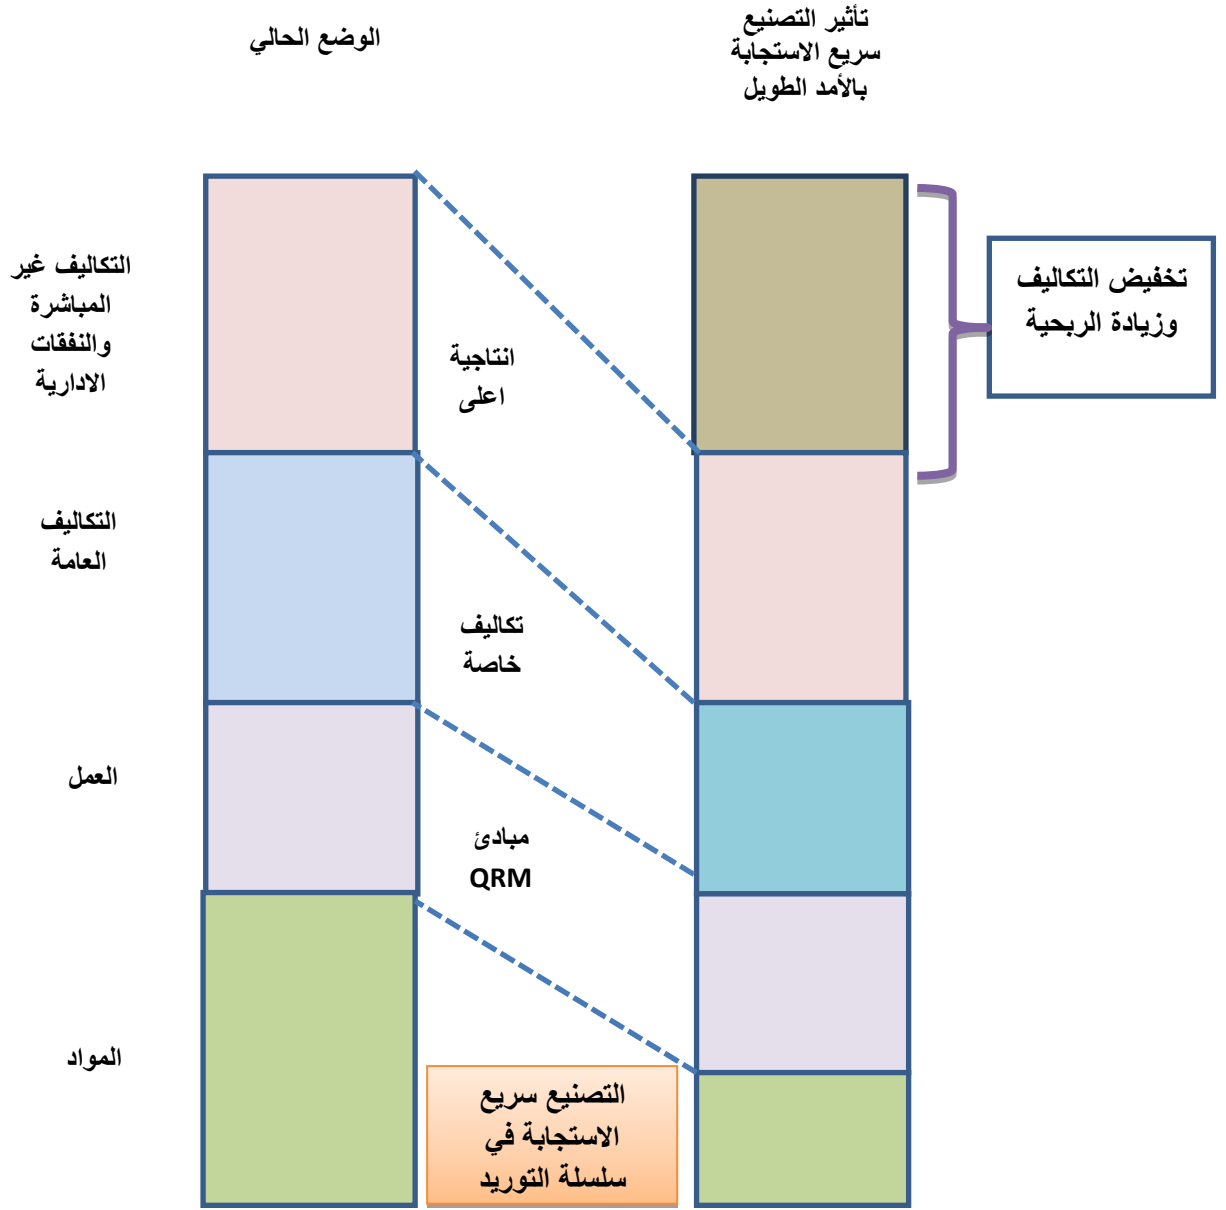 الوضع الحالي
تأثير التصنيع
سريع الاستجابة
بالأمد الطويل
التكاليف غير
المباشرة
والنفقات
الادارية
انتاجية
اعلى
تخفيض التكاليف
وزيادة الربحية
التكاليف
العامة
تكاليف
خاصة
العمل
مبادئ
QRM
المواد
التصنيع سريع
الاستجابة في
سلسلة التوريد